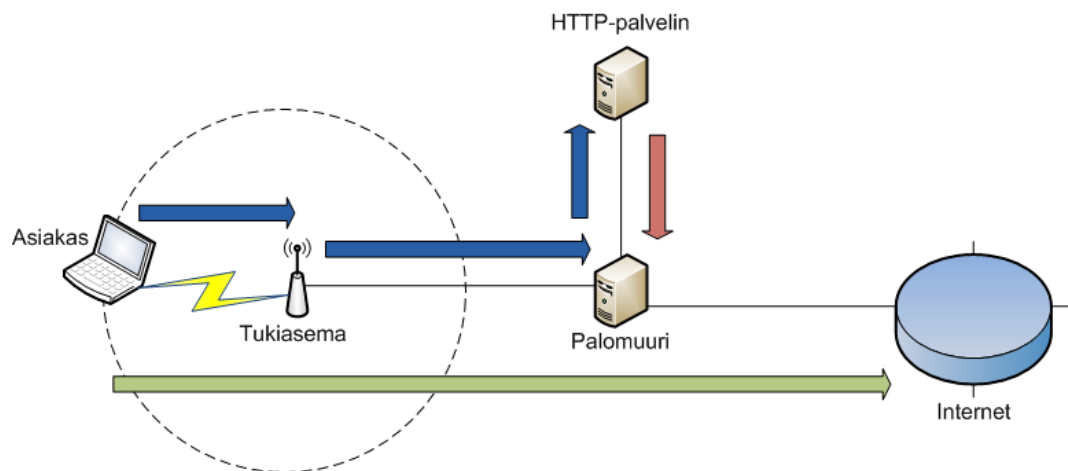 HTTP-palvelin
Asiakas
Tukiasema
Palomuuri
Internet